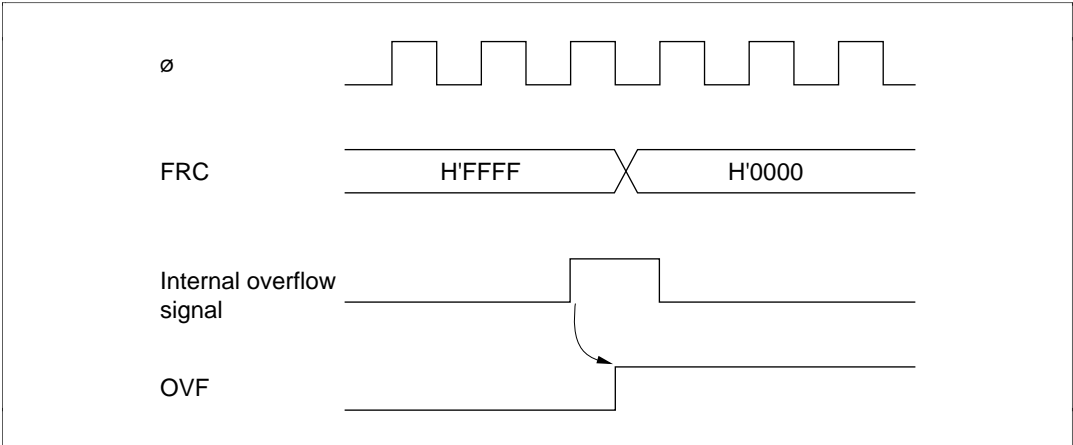 ø
FRC
H'FFFF
H'0000
Internal overflow
signal
OVF